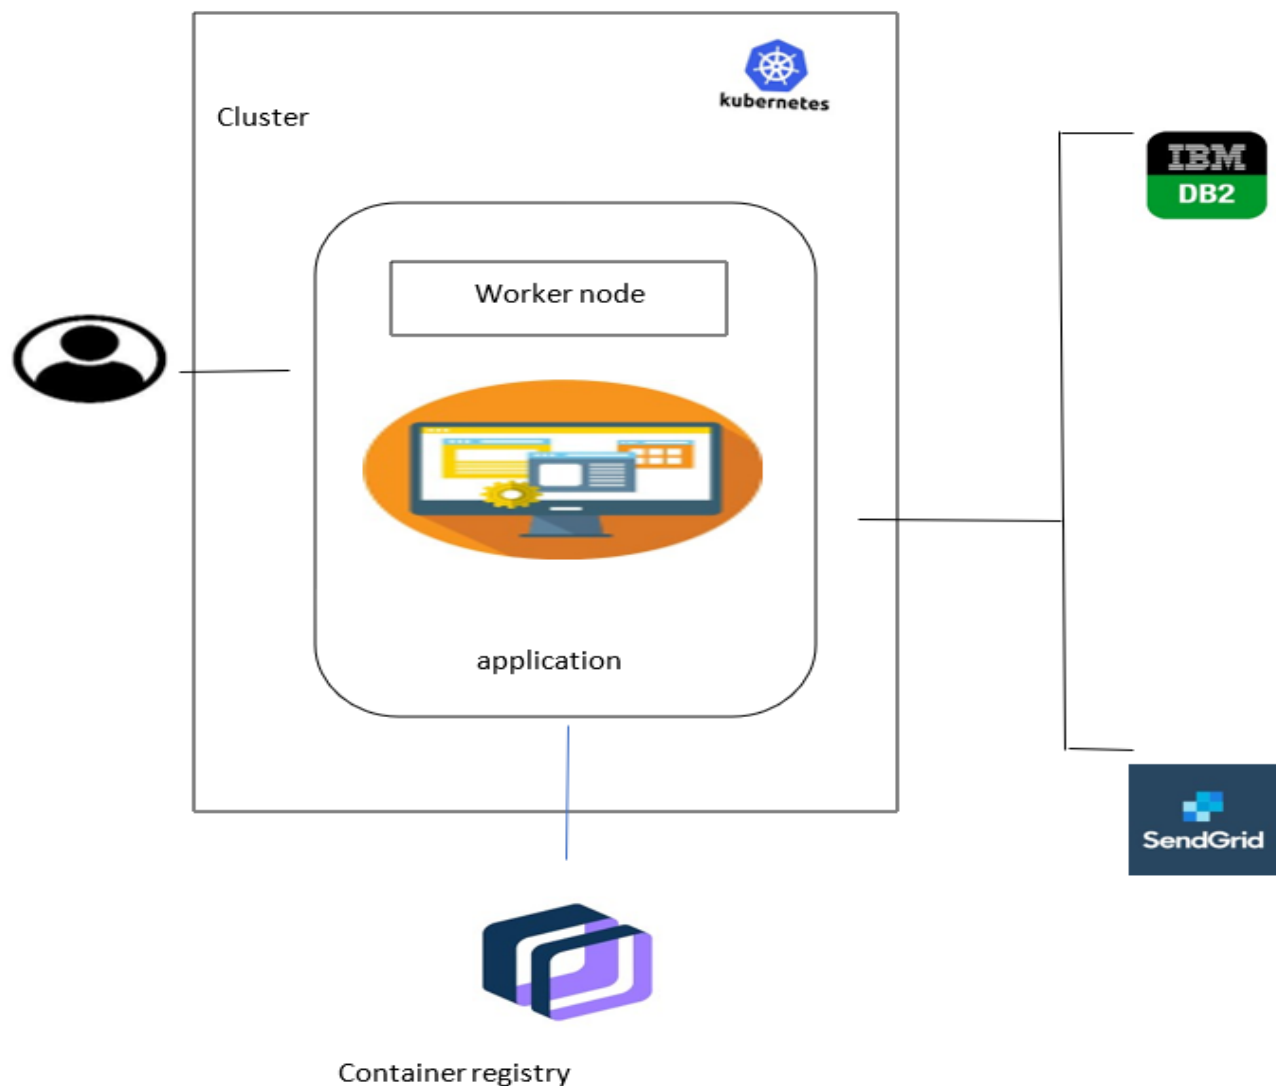 kubernetes
Cluster
IBM
DB2
Worker node
application
SendGrid
Container registry